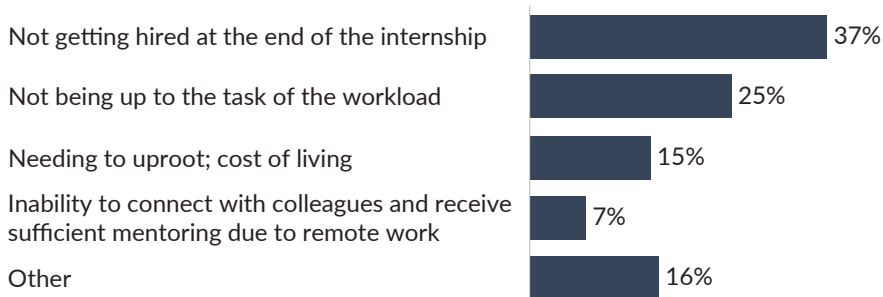 Not getting hired at the end of the internship 37%
Not being up to the task of the workload 25%
Needing to uproot; cost of living 15%
Inability to connect with colleagues and receive
sufficient mentoring due to remote work 7%
Other 16%